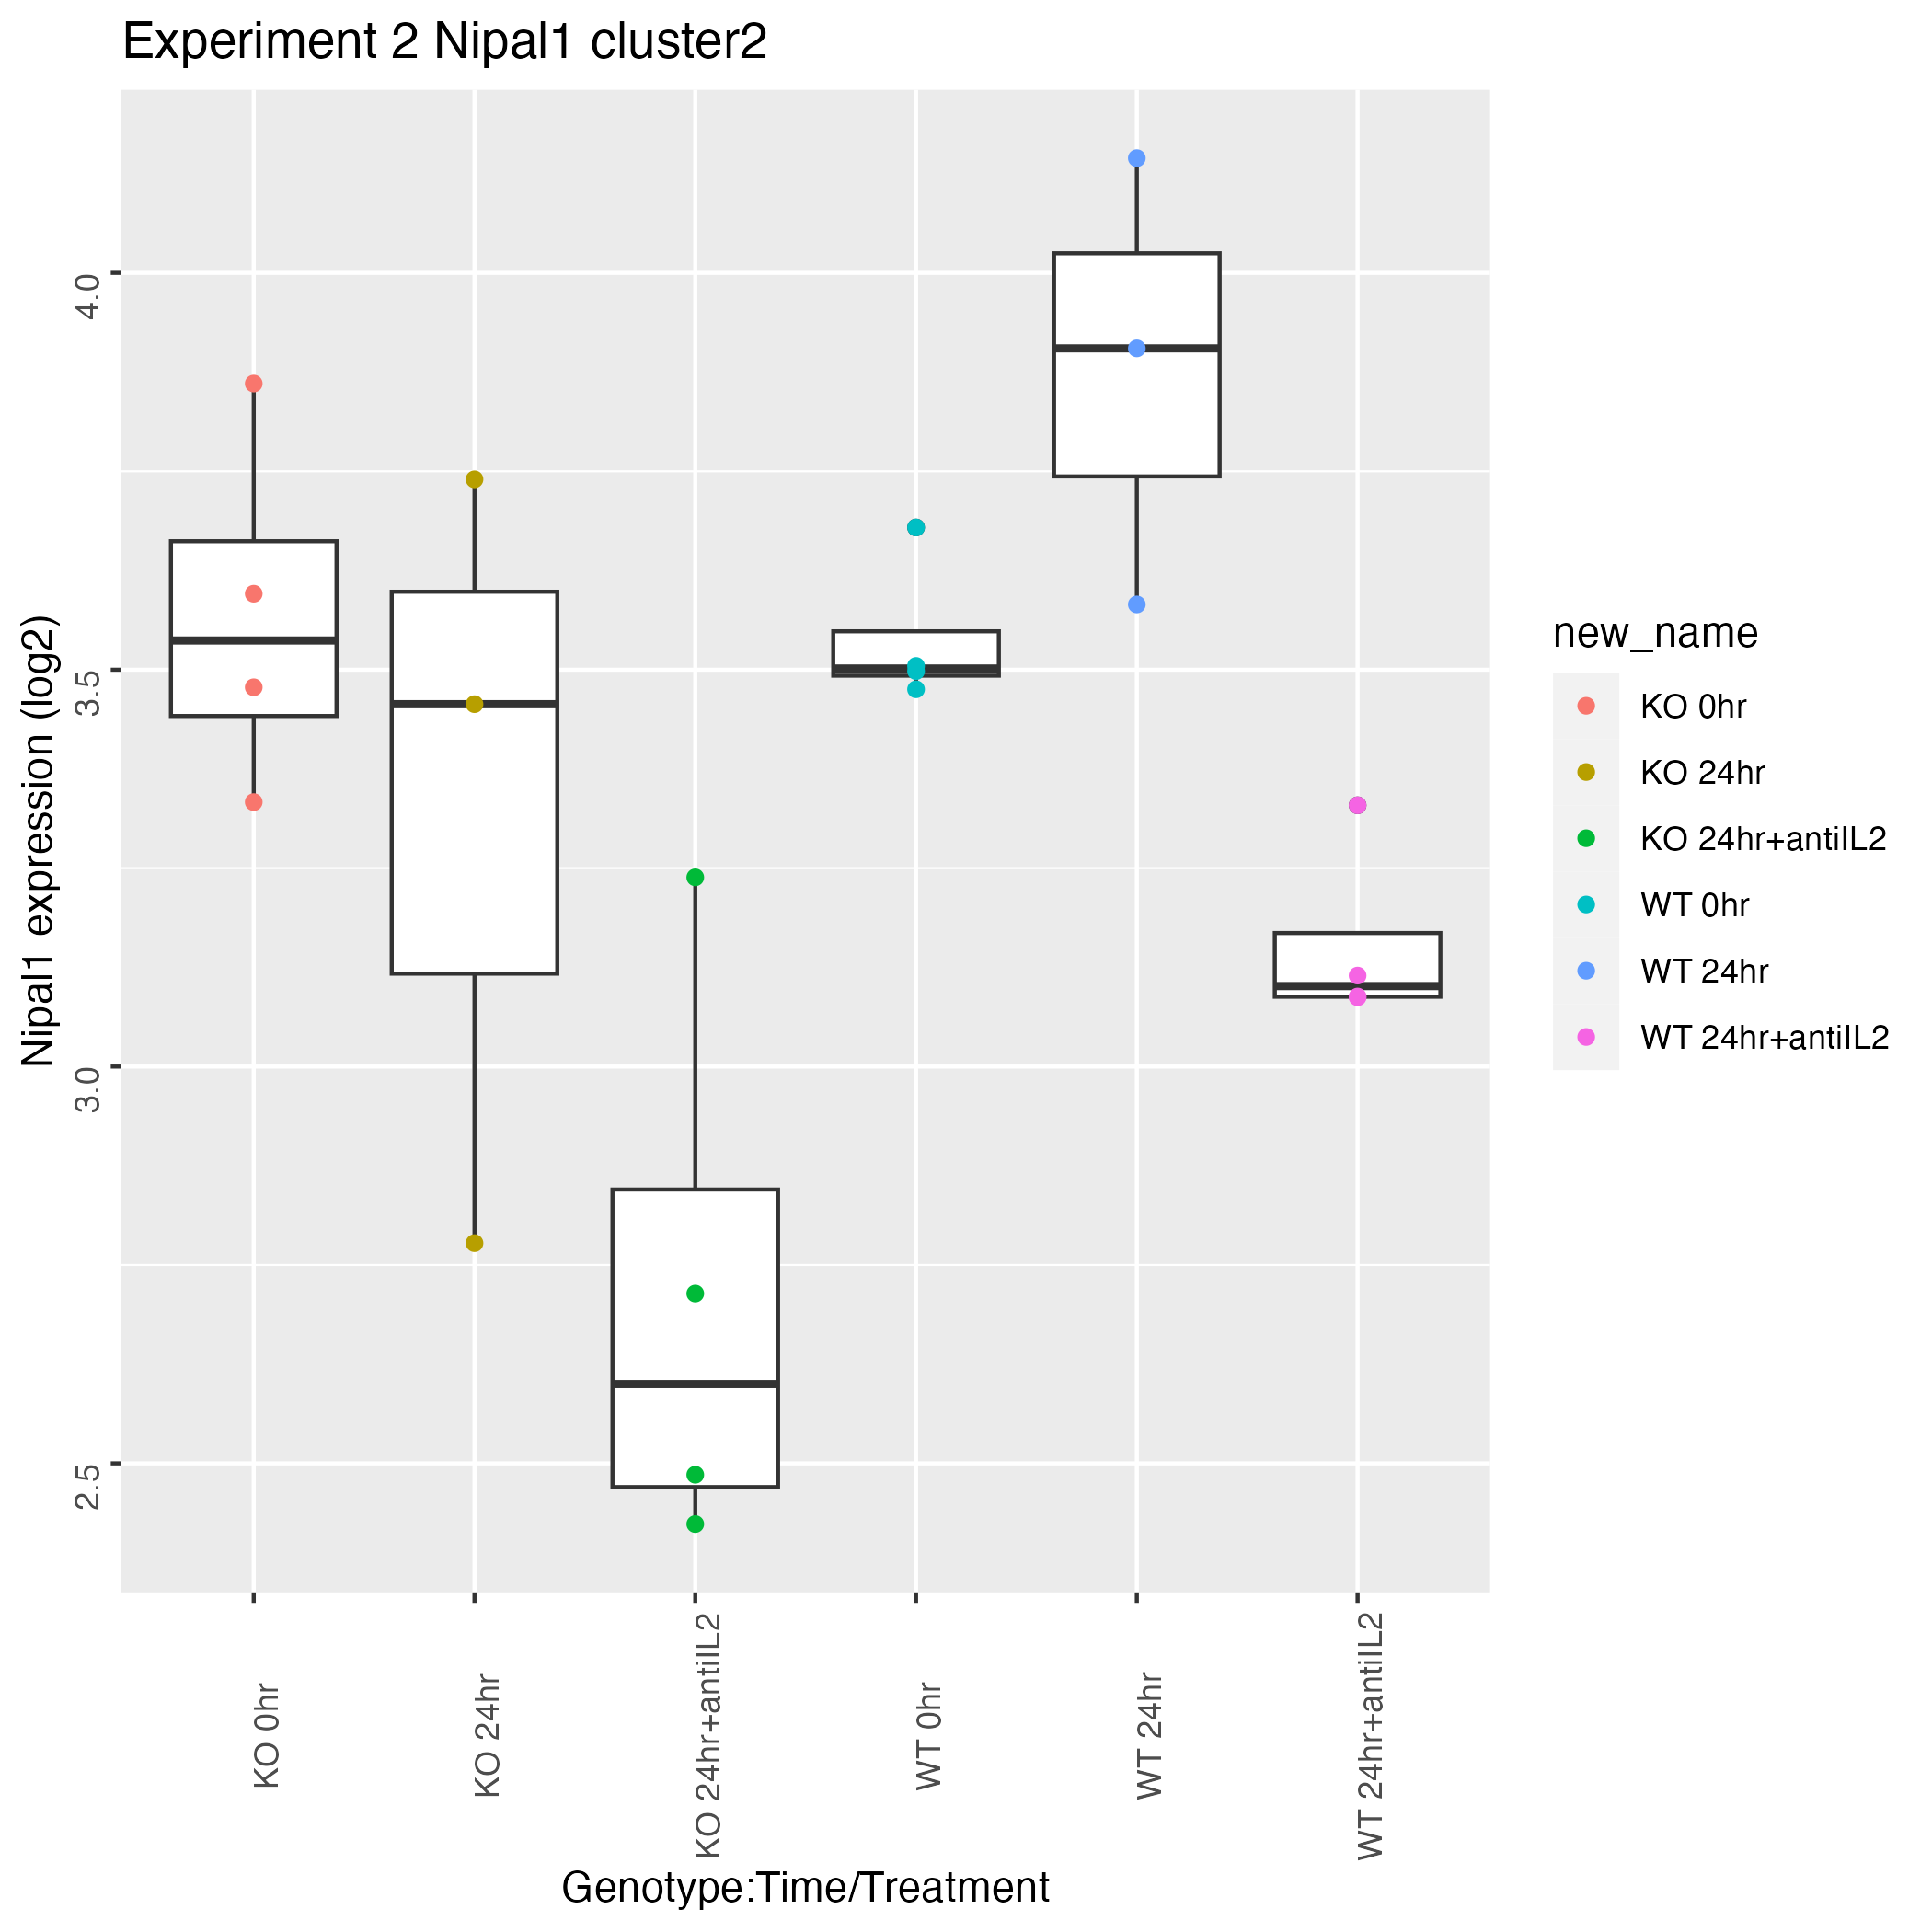 Experiment 2 Nipal1 cluster2
Nipal1 expression (log2)
4.0
3.5
3.0
2.5
KO 0hr
KO 24hr
KO 24hr+antiIL2
WT 0hr
WT 24hr
WT 24hr+antiIL2
Genotype:Time/Treatment
new_name
KO 0hr
KO 24hr
KO 24hr+antiIL2
WT 0hr
WT 24hr
WT 24hr+antiIL2